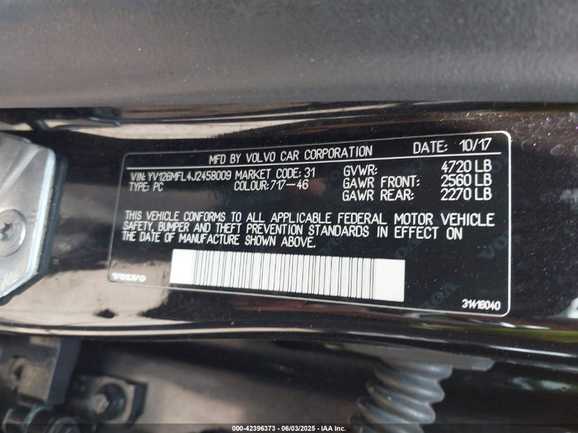 MFD BY VOLVO CAR CORPORATION DATE: 10/17
VIN: YV126MFL4J2458009 MARKET CODE: 31 GVWR: 4720 LB
TYPE: PC COLOUR: 717-46 GAWR FRONT: 2560 LB
GAWR REAR: 2270 LB
THIS VEHICLE CONFORMS TO ALL APPLICABLE FEDERAL MOTOR VEHICLE
SAFETY, BUMPER AND THEFT PREVENTION STANDARDS IN EFFECT ON
THE DATE OF MANUFACTURE SHOWN ABOVE.
VOLVO
31419040
000-42396373 - 06/03/2025 - IAA Inc.